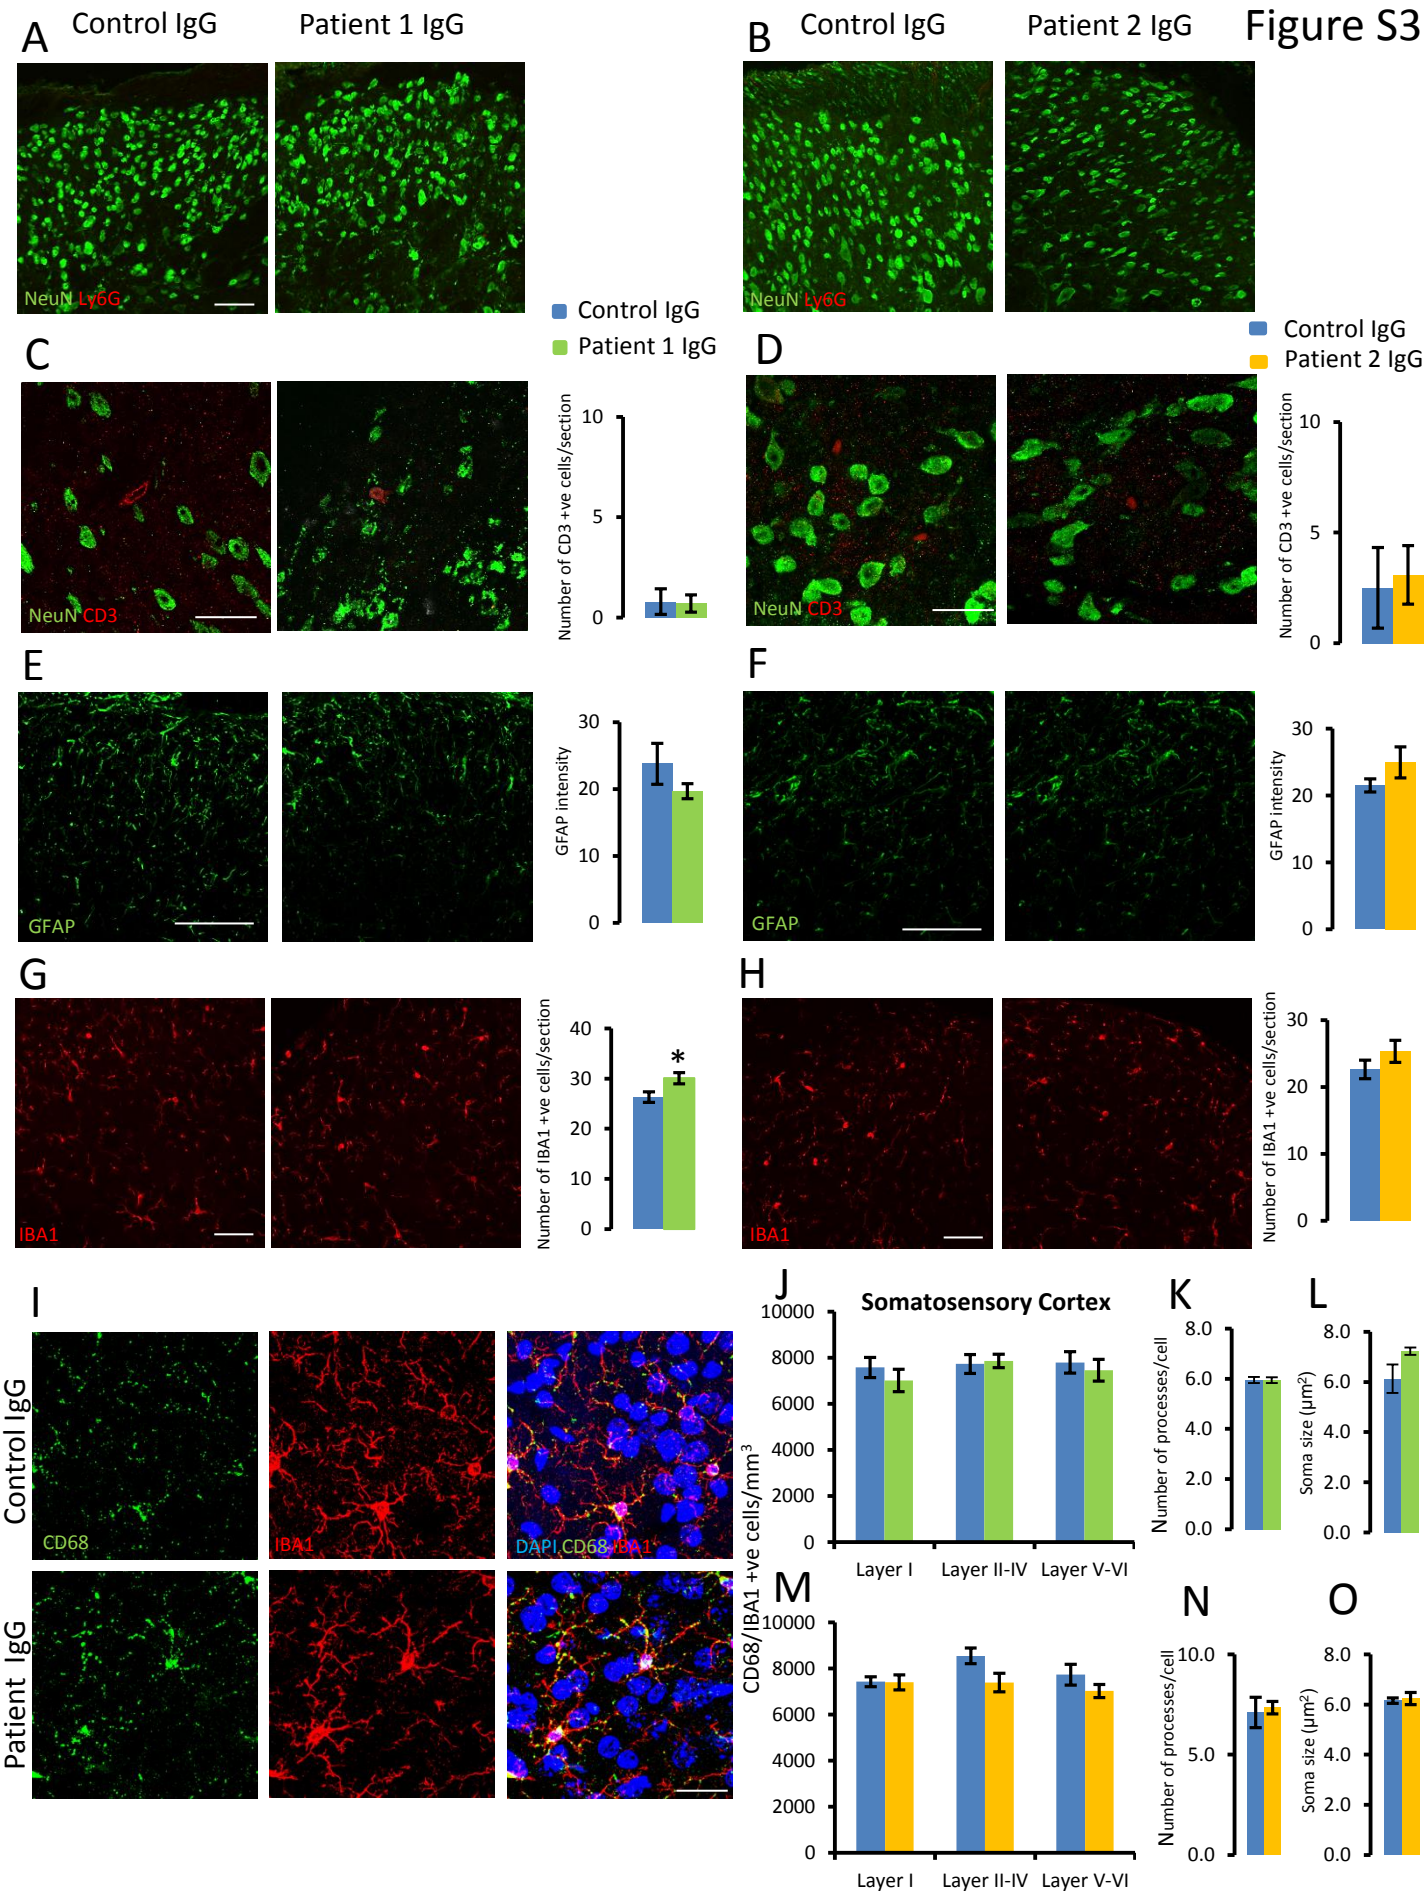 Figure S3
A
Control IgG
Patient 1 IgG
NeuN Ly6G
B
Control IgG
Patient 2 IgG
NeuN Ly6G
Control IgG
Patient 1 IgG
Control IgG
Patient 2 IgG
C
NeuN CD3
Number of CD3 +ve cells/section
10
5
0
D
NeuN CD3
Number of CD3 +ve cells/section
10
5
0
E
GFAP
GFAP intensity
30
20
10
0
F
GFAP
GFAP intensity
30
20
10
0
G
IBA1
Number of IBA1 +ve cells/section
40
30
20
10
0
*
H
IBA1
Number of IBA1 +ve cells/section
30
20
10
0
I
Control IgG
CD68
IBA1
DAPI CD68 IBA1
Patient IgG
J
Somatosensory Cortex
CD68/IBA1 +ve cells/mm³
10000
8000
6000
4000
2000
0
Layer I
Layer II-IV
Layer V-VI
K
Number of processes/cell
8.0
6.0
4.0
2.0
0.0
L
Soma size (µm²)
8.0
6.0
4.0
2.0
0.0
M
10000
8000
6000
4000
2000
0
Layer I
Layer II-IV
Layer V-VI
N
Number of processes/cell
10.0
5.0
0.0
O
Soma size (µm²)
8.0
6.0
4.0
2.0
0.0